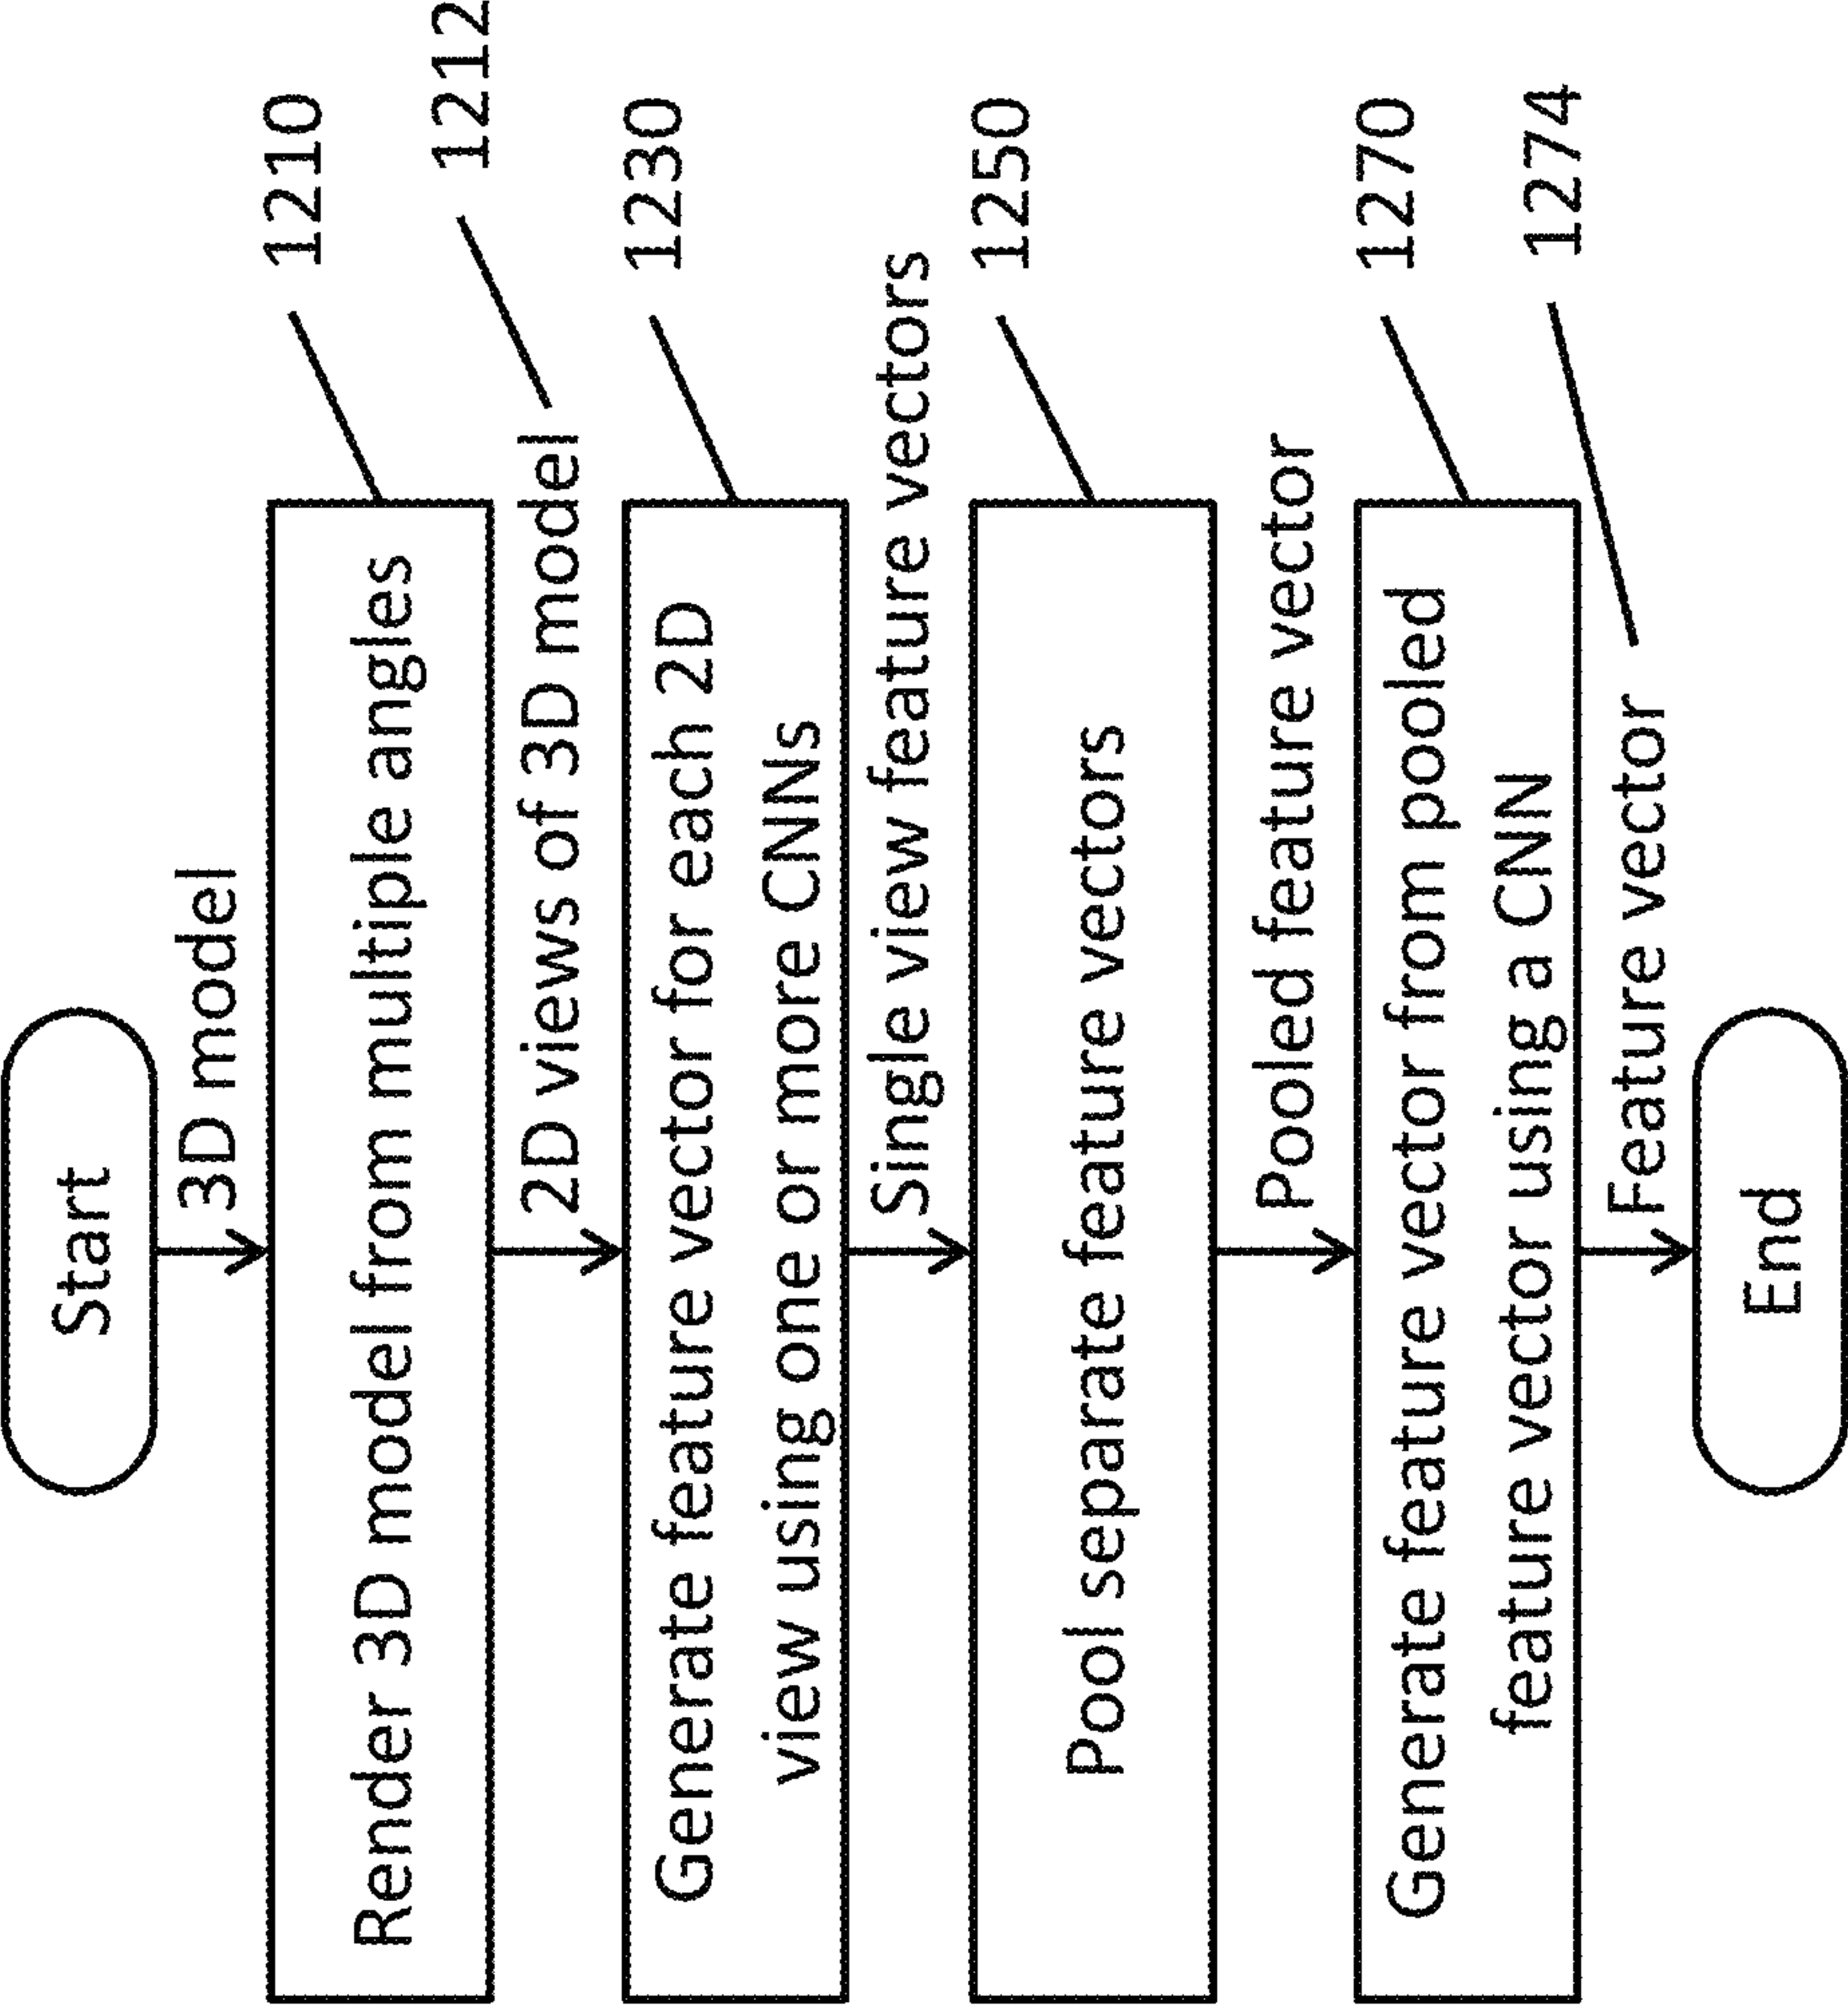 Start
3D model
Render 3D model from multiple angles
1210
2D views of 3D model
1212
Generate feature vector for each 2D
view using one or more CNNs
1230
Single view feature vectors
Pool separate feature vectors
1250
Pooled feature vector
Generate feature vector from pooled
feature vector using a CNN
1270
Feature vector
1274
End